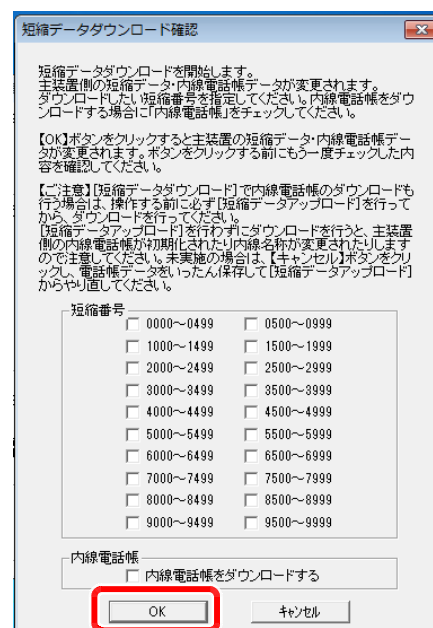 短縮データダウンロード確認
短縮データダウンロードを開始します。
主装置側の短縮データ・内線電話帳データが変更されます。
ダウンロードしたい短縮番号を指定してください。内線電話帳をダウ
ンロードする場合に「内線電話帳」をチェックしてください。
【OK】ボタンをクリックすると主装置の短縮データ・内線電話帳デー
タが変更されます。ボタンをクリックする前にもう一度チェックした内
容を確認してください。
【ご注意】[短縮データダウンロード]で内線電話帳のダウンロードも
行う場合は、操作する前に必ず[短縮データアップロード]を行って
から、ダウンロードを行ってください。
[短縮データアップロード]を行わずにダウンロードを行うと、主装置
側の内線電話帳が初期化されたり内線名称が変更されたりします
ので注意してください。未実施の場合は、【キャンセル】ボタンをクリ
ックし、電話帳データをいったん保存して[短縮データアップロード]
からやり直してください。
短縮番号
0000～0499 0500～0999
1000～1499 1500～1999
2000～2499 2500～2999
3000～3499 3500～3999
4000～4499 4500～4999
5000～5499 5500～5999
6000～6499 6500～6999
7000～7499 7500～7999
8000～8499 8500～8999
9000～9499 9500～9999
内線電話帳
内線電話帳をダウンロードする
OK キャンセル